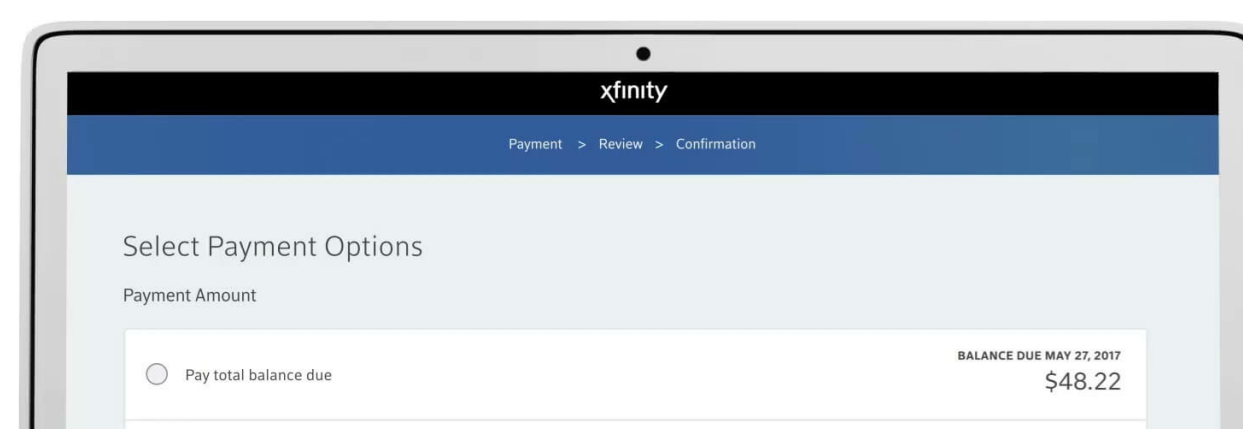 xfinity
Payment > Review > Confirmation
Select Payment Options
Payment Amount
Pay total balance due
BALANCE DUE MAY 27, 2017
$48.22